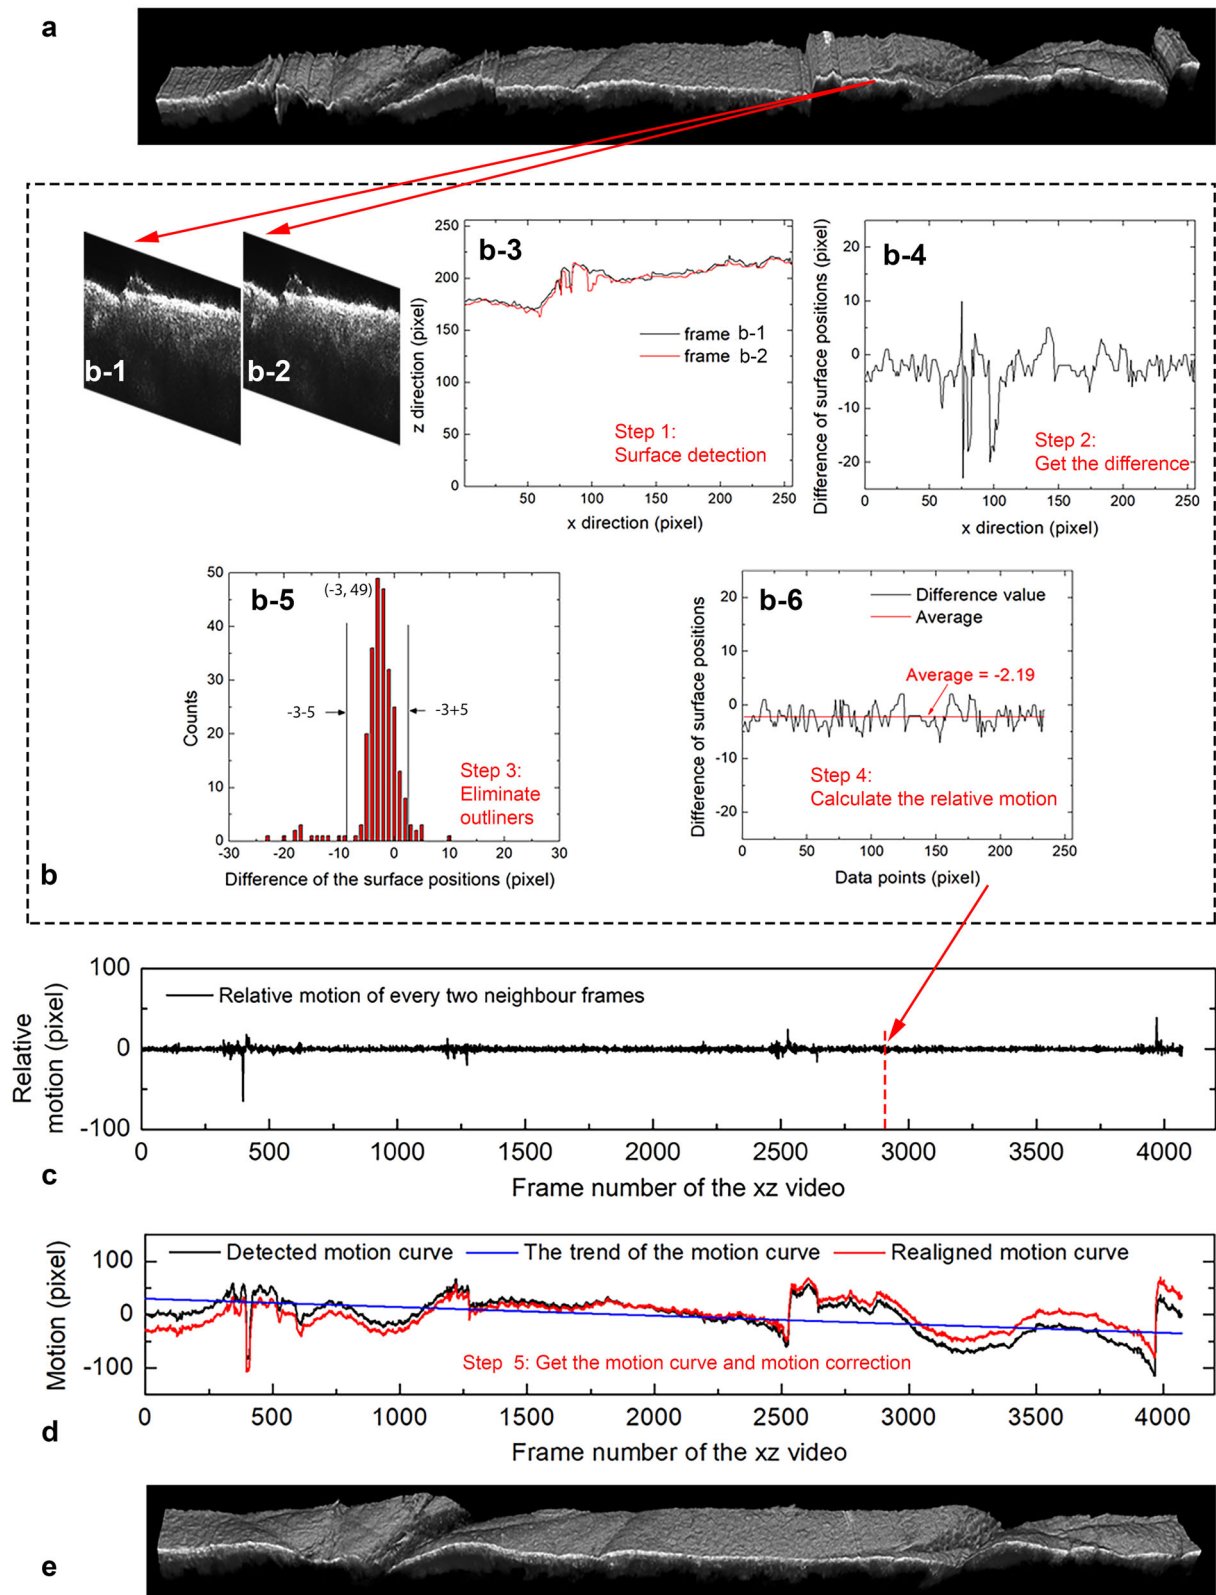 a
b-1
b-2
b-3
250
200
150
100
50
0
frame b-1
frame b-2
Step 1:
Surface detection
z direction (pixel)
50 100 150 200 250
x direction (pixel)
b-4
20
10
0
-10
-20
Step 2:
Get the difference
Difference of surface positions (pixel)
0 50 100 150 200 250
x direction (pixel)
b-5
50
40
30
20
10
0
(-3, 49)
-3-5
-3+5
Step 3:
Eliminate
outliners
Counts
-30 -20 -10 0 10 20 30
Difference of the surface positions (pixel)
b-6
20
10
0
-10
-20
Difference value
Average
Average = -2.19
Step 4:
Calculate the relative motion
Difference of surface positions
0 50 100 150 200 250
Data points (pixel)
b
100
0
-100
Relative
motion (pixel)
Relative motion of every two neighbour frames
0 500 1000 1500 2000 2500 3000 3500 4000
Frame number of the xz video
c
100
0
-100
Motion (pixel)
Detected motion curve
The trend of the motion curve
Realigned motion curve
Step 5: Get the motion curve and motion correction
0 500 1000 1500 2000 2500 3000 3500 4000
Frame number of the xz video
d
e